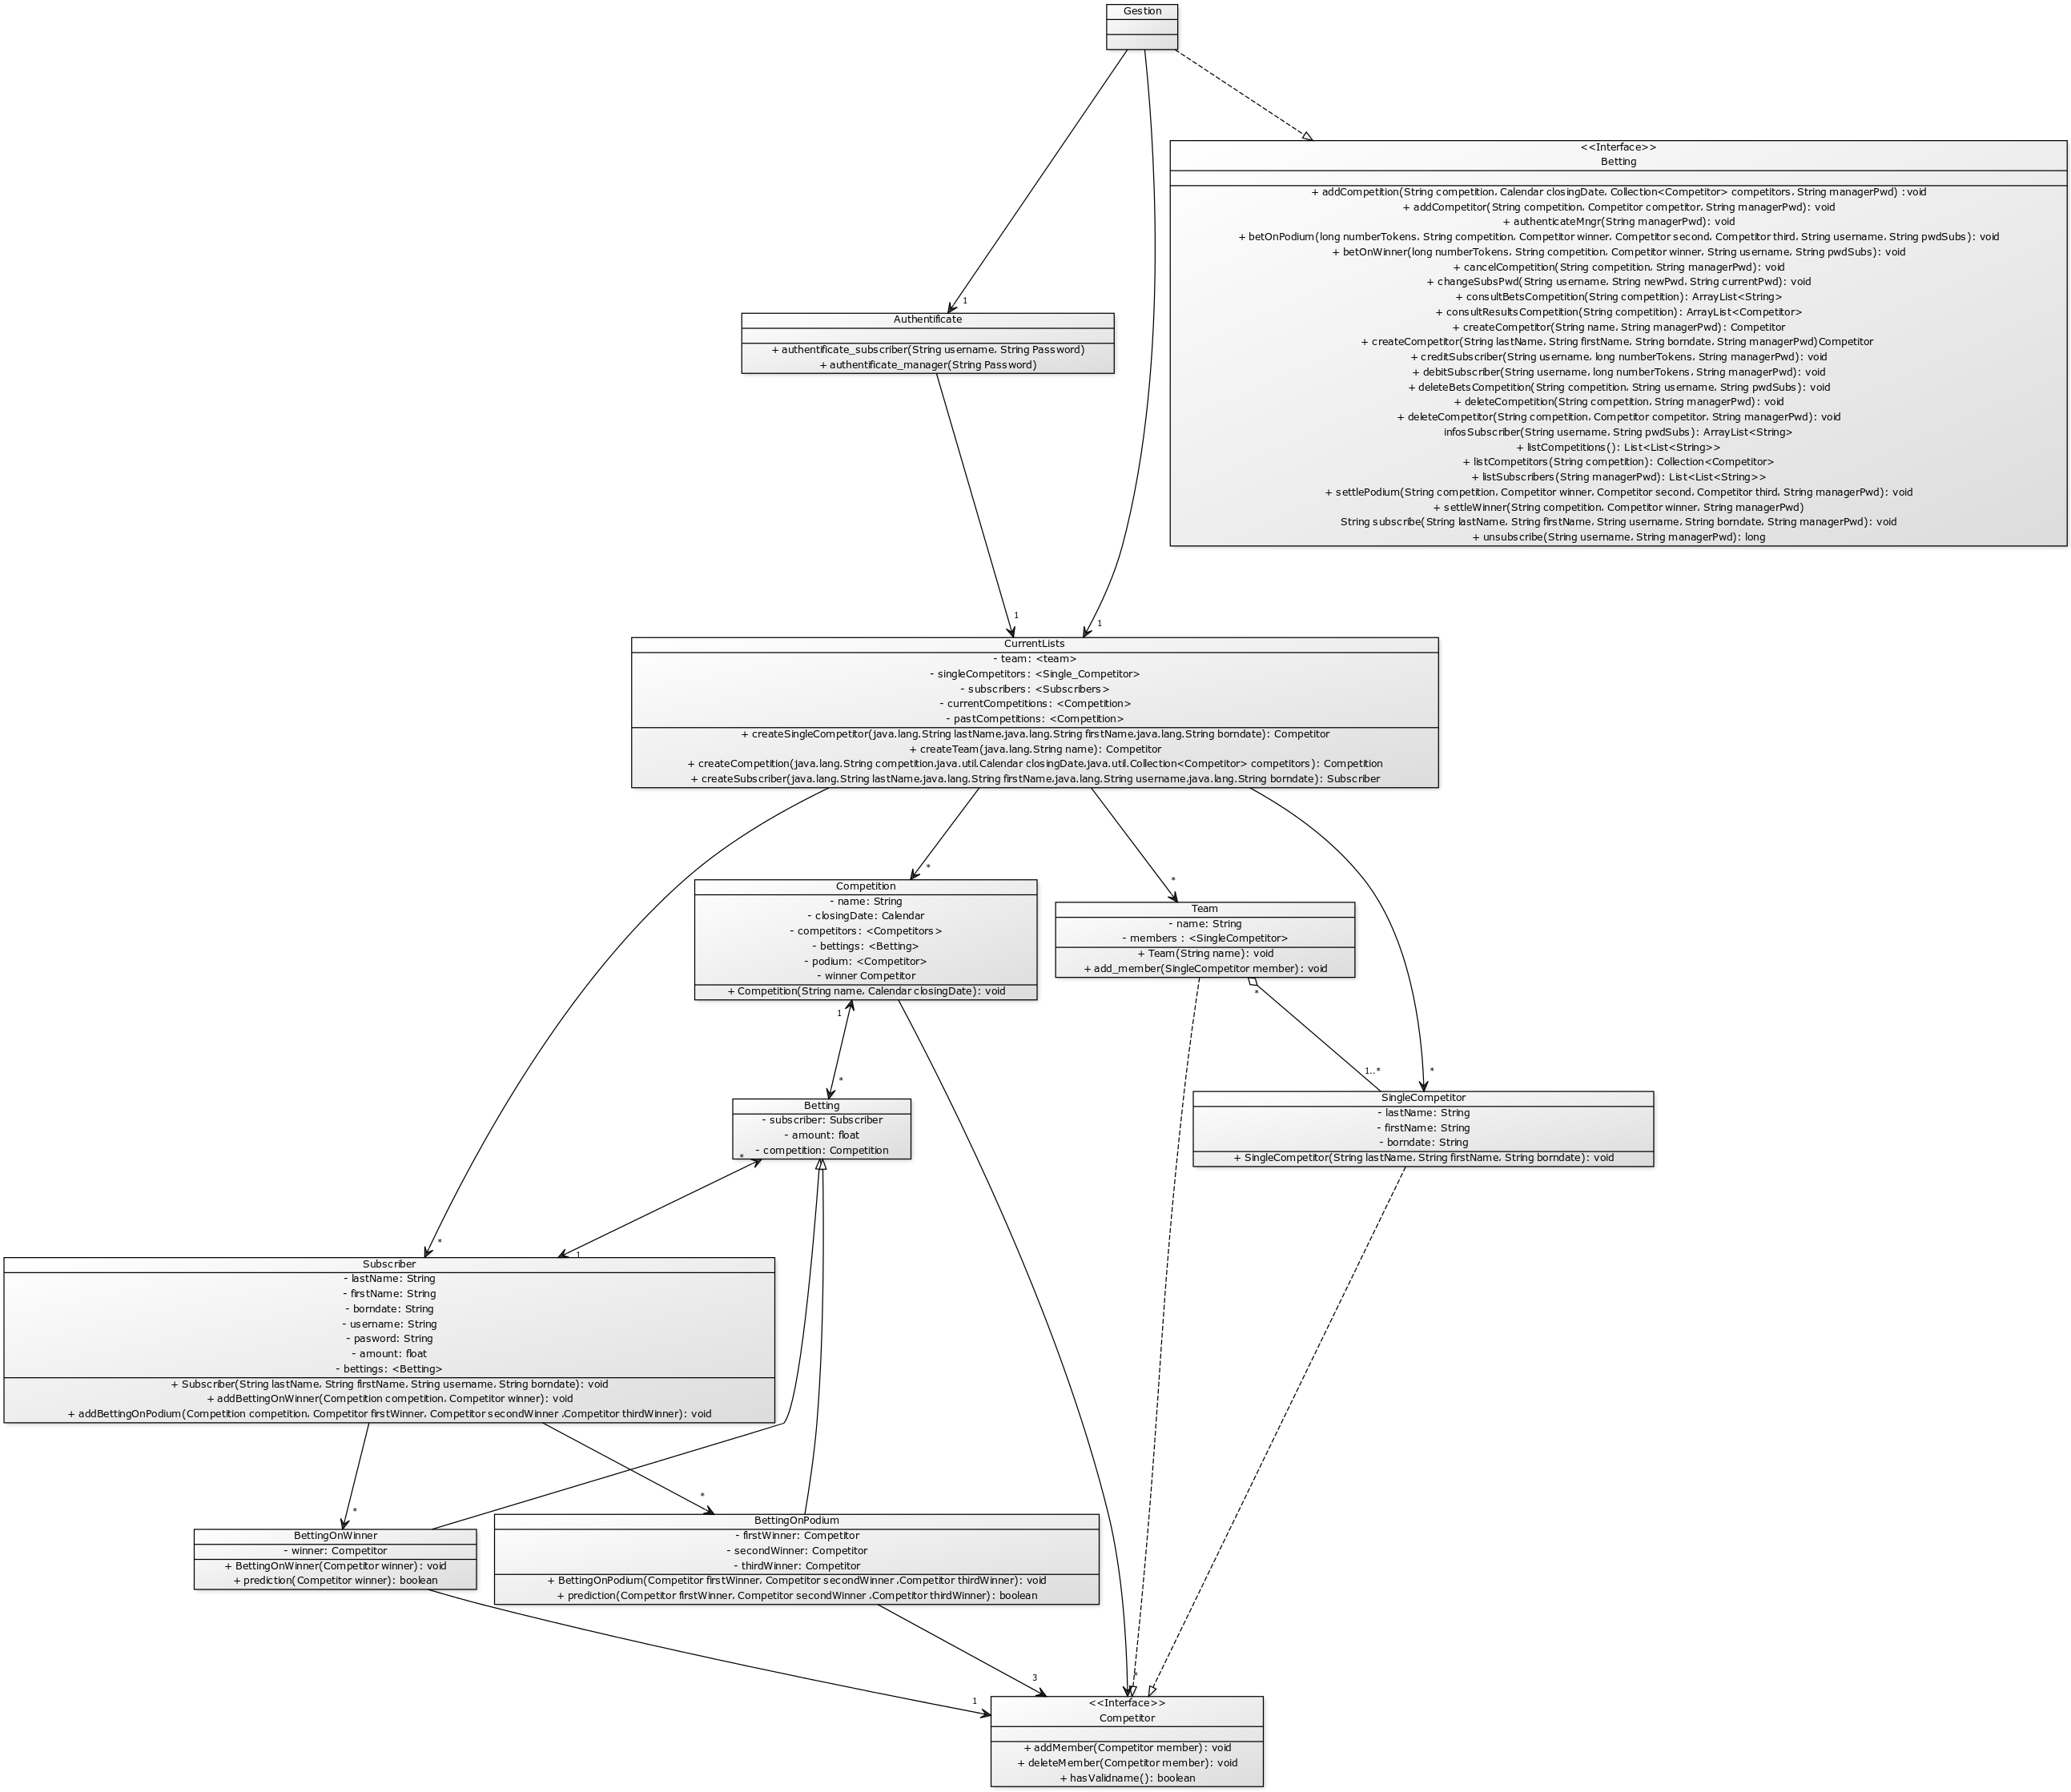 Gestion
<<Interface>>
Betting
+ addCompetition(String competition, Calendar closingDate, Collection<Competitor> competitors, String managerPwd) :void
+ addCompetitor(String competition, Competitor competitor, String managerPwd): void
+ authenticateMngr(String managerPwd): void
+ betOnPodium(long numberTokens, String competition, Competitor winner, Competitor second, Competitor third, String username, String pwdSubs): void
+ betOnWinner(long numberTokens, String competition, Competitor winner, String username, String pwdSubs): void
+ cancelCompetition(String competition, String managerPwd): void
+ changeSubsPwd(String username, String newPwd, String currentPwd): void
+ consultBetsCompetition(String competition): ArrayList<String>
+ consultResultsCompetition(String competition): ArrayList<Competitor>
+ createCompetitor(String name, String managerPwd): Competitor
+ createCompetitor(String lastName, String firstName, String borndate, String managerPwd)Competitor
+ creditSubscriber(String username, long numberTokens, String managerPwd): void
+ debitSubscriber(String username, long numberTokens, String managerPwd): void
+ deleteBetsCompetition(String competition, String username, String pwdSubs): void
+ deleteCompetition(String competition, String managerPwd): void
+ deleteCompetitor(String competition, Competitor competitor, String managerPwd): void
infosSubscriber(String username, String pwdSubs): ArrayList<String>
+ listCompetitions(): List<List<String>>
+ listCompetitors(String competition): Collection<Competitor>
+ listSubscribers(String managerPwd): List<List<String>>
+ settlePodium(String competition, Competitor winner, Competitor second, Competitor third, String managerPwd): void
+ settleWinner(String competition, Competitor winner, String managerPwd)
String subscribe(String lastName, String firstName, String username, String borndate, String managerPwd): void
+ unsubscribe(String username, String managerPwd): long
1
Authentificate
+ authentificate_subscriber(String username, String Password)
+ authentificate_manager(String Password)
1
1
CurrentLists
- team: <team>
- singleCompetitors: <Single_Competitor>
- subscribers: <Subscribers>
- currentCompetitions: <Competition>
- pastCompetitions: <Competition>
+ createSingleCompetitor(java.lang.String lastName,java.lang.String firstName,java.lang.String borndate): Competitor
+ createTeam(java.lang.String name): Competitor
+ createCompetition(java.lang.String competition,java.util.Calendar closingDate,java.util.Collection<Competitor> competitors): Competition
+ createSubscriber(java.lang.String lastName,java.lang.String firstName,java.lang.String username,java.lang.String borndate): Subscriber
*
*
Competition
- name: String
- closingDate: Calendar
- competitors: <Competitors>
- bettings: <Betting>
- podium: <Competitor>
- winner Competitor
+ Competition(String name, Calendar closingDate): void
Team
- name: String
- members : <SingleCompetitor>
+ Team(String name): void
+ add_member(SingleCompetitor member): void
*
1
*
1..*
*
Betting
- subscriber: Subscriber
- amount: float
- competition: Competition
SingleCompetitor
- lastName: String
- firstName: String
- borndate: String
+ SingleCompetitor(String lastName, String firstName, String borndate): void
*
*
1
Subscriber
- lastName: String
- firstName: String
- borndate: String
- username: String
- pasword: String
- amount: float
- bettings: <Betting>
+ Subscriber(String lastName, String firstName, String username, String borndate): void
+ addBettingOnWinner(Competition competition, Competitor winner): void
+ addBettingOnPodium(Competition competition, Competitor firstWinner, Competitor secondWinner ,Competitor thirdWinner): void
*
*
BettingOnWinner
- winner: Competitor
+ BettingOnWinner(Competitor winner): void
+ prediction(Competitor winner): boolean
BettingOnPodium
- firstWinner: Competitor
- secondWinner: Competitor
- thirdWinner: Competitor
+ BettingOnPodium(Competitor firstWinner, Competitor secondWinner ,Competitor thirdWinner): void
+ prediction(Competitor firstWinner, Competitor secondWinner ,Competitor thirdWinner): boolean
3
*
1
<<Interface>>
Competitor
+ addMember(Competitor member): void
+ deleteMember(Competitor member): void
+ hasValidname(): boolean